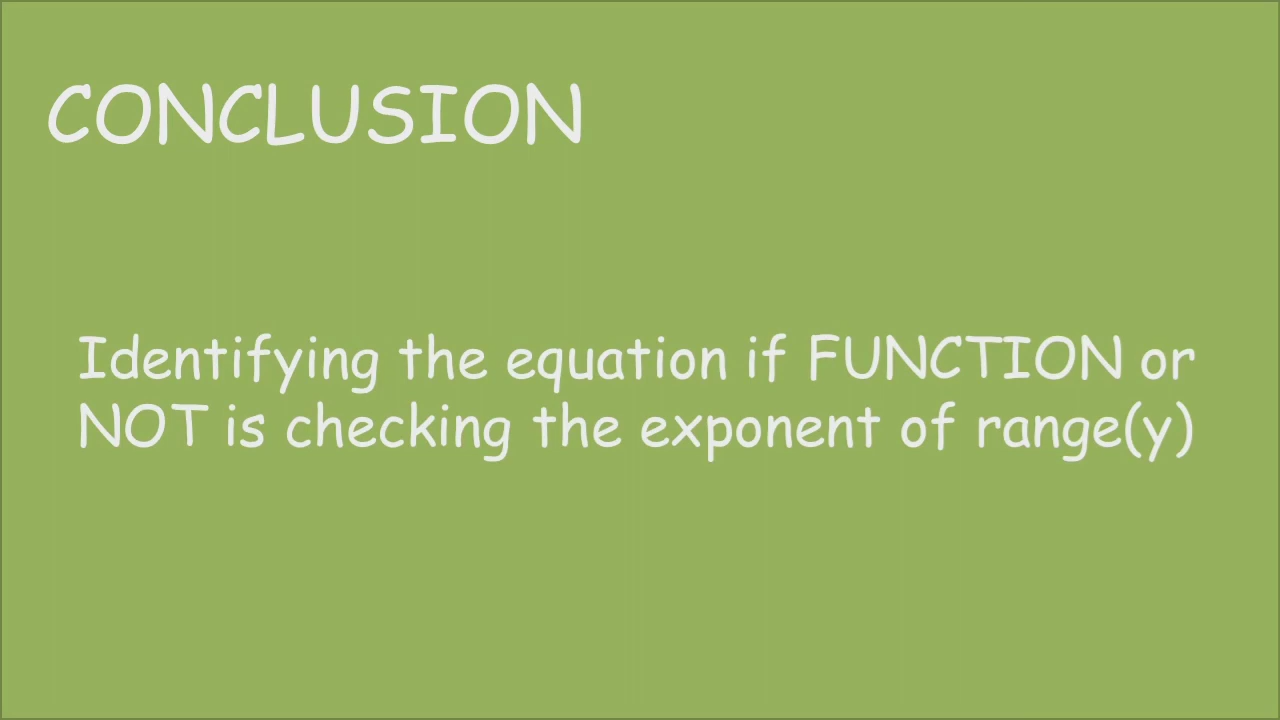 CONCLUSION
Identifying the equation if FUNCTION or
NOT is checking the exponent of range(y)